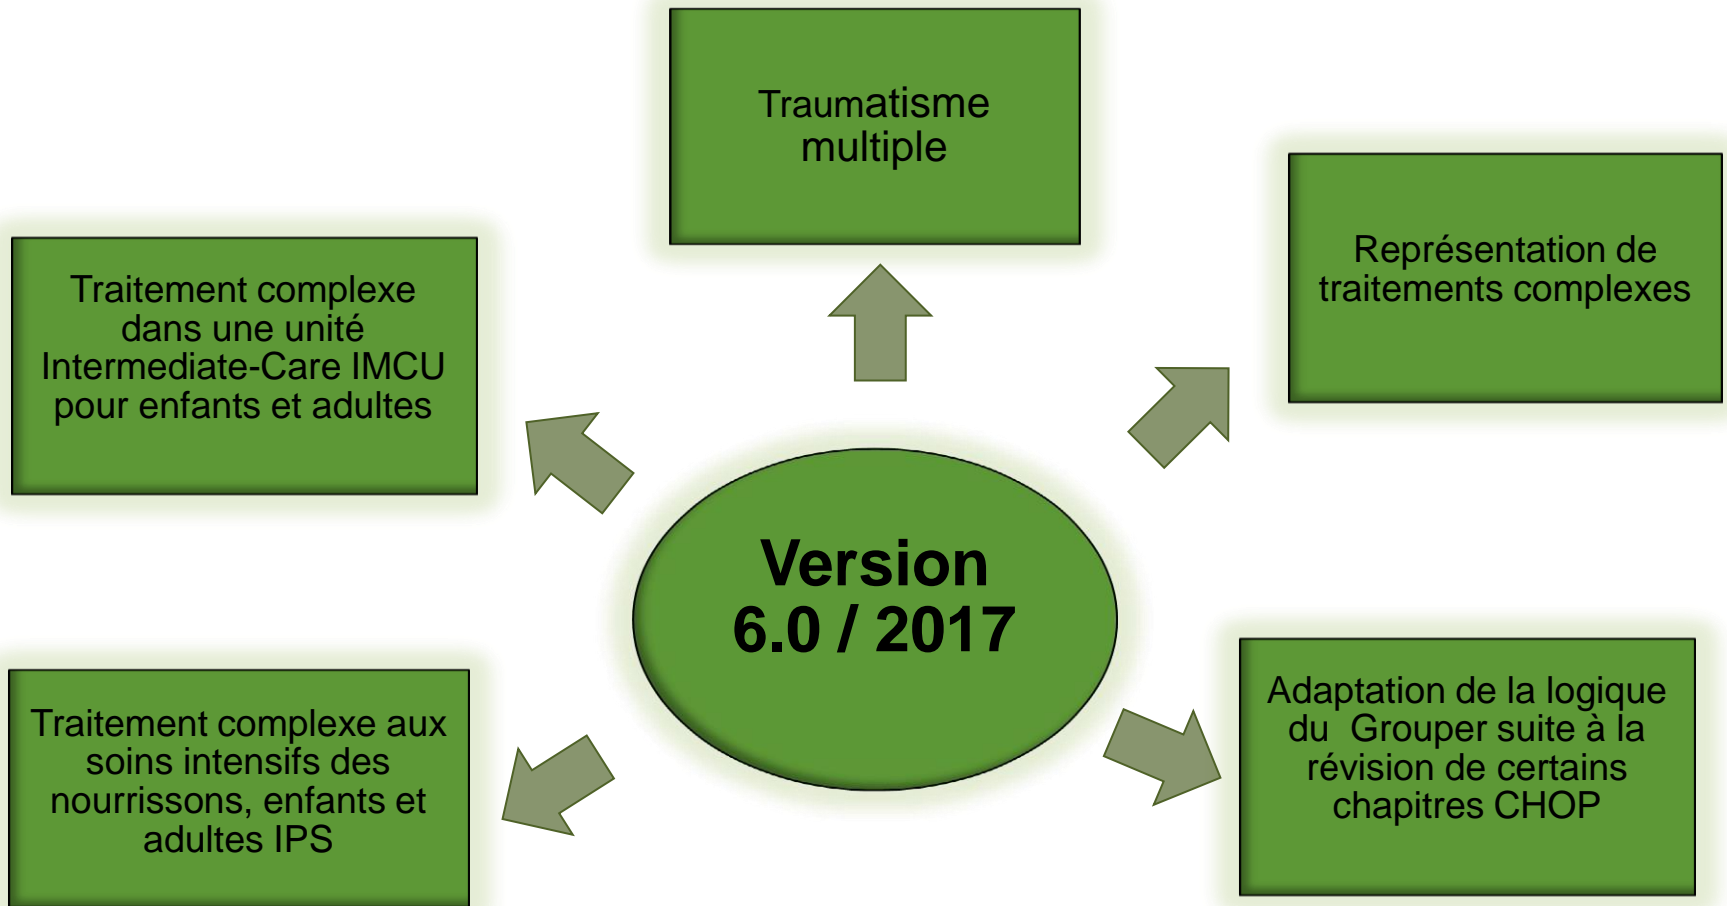 Traumatisme
multiple
Représentation de
traitements complexes
Traitement complexe
dans une unité
Intermediate-Care IMCU
pour enfants et adultes
Version
6.0 / 2017
Adaptation de la logique
du Grouper suite à la
révision de certains
chapitres CHOP
Traitement complexe aux
soins intensifs des
nourrissons, enfants et
adultes IPS